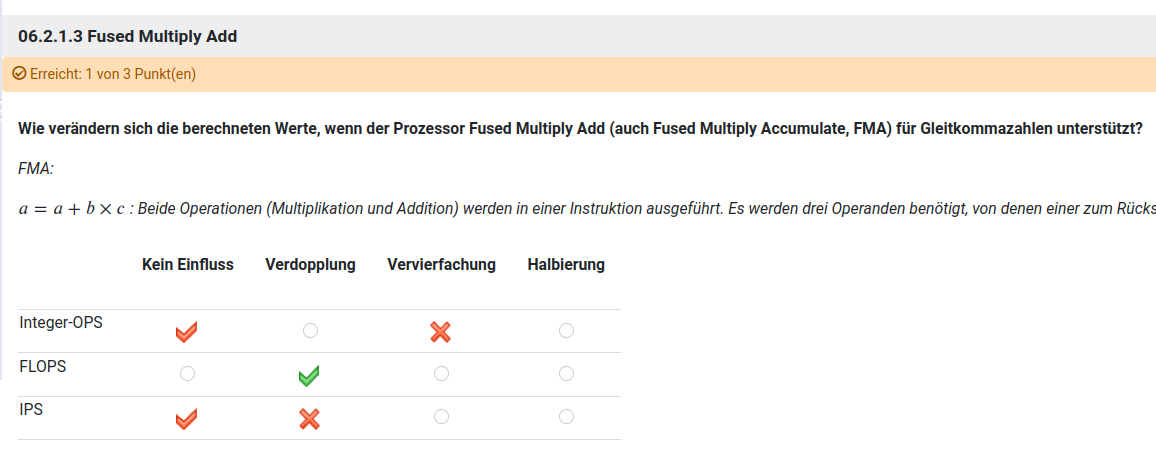 06.2.1.3 Fused Multiply Add
Erreicht: 1 von 3 Punkt(en)
Wie verändern sich die berechneten Werte, wenn der Prozessor Fused Multiply Add (auch Fused Multiply Accumulate, FMA) für Gleitkommazahlen unterstützt?
FMA:
a = a + b × c : Beide Operationen (Multiplikation und Addition) werden in einer Instruktion ausgeführt. Es werden drei Operanden benötigt, von denen einer zum Rücks
Kein Einfluss Verdopplung Vervierfachung Halbierung
Integer-OPS
FLOPS
IPS